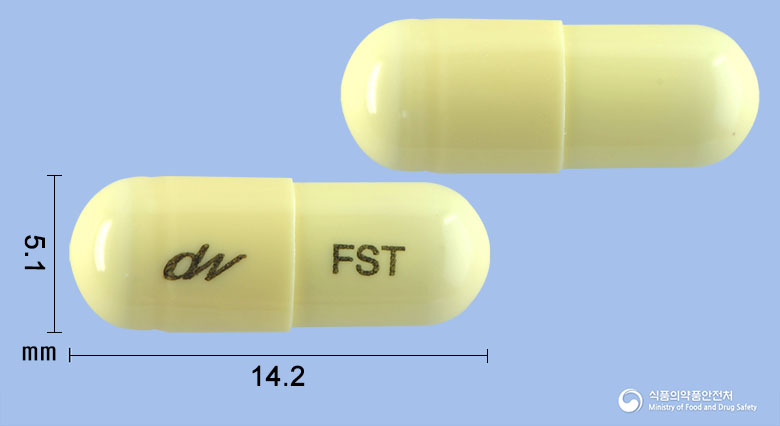 dw
FST
5.1
mm
14.2
식품의약품안전처
Ministry of Food and Drug Safety